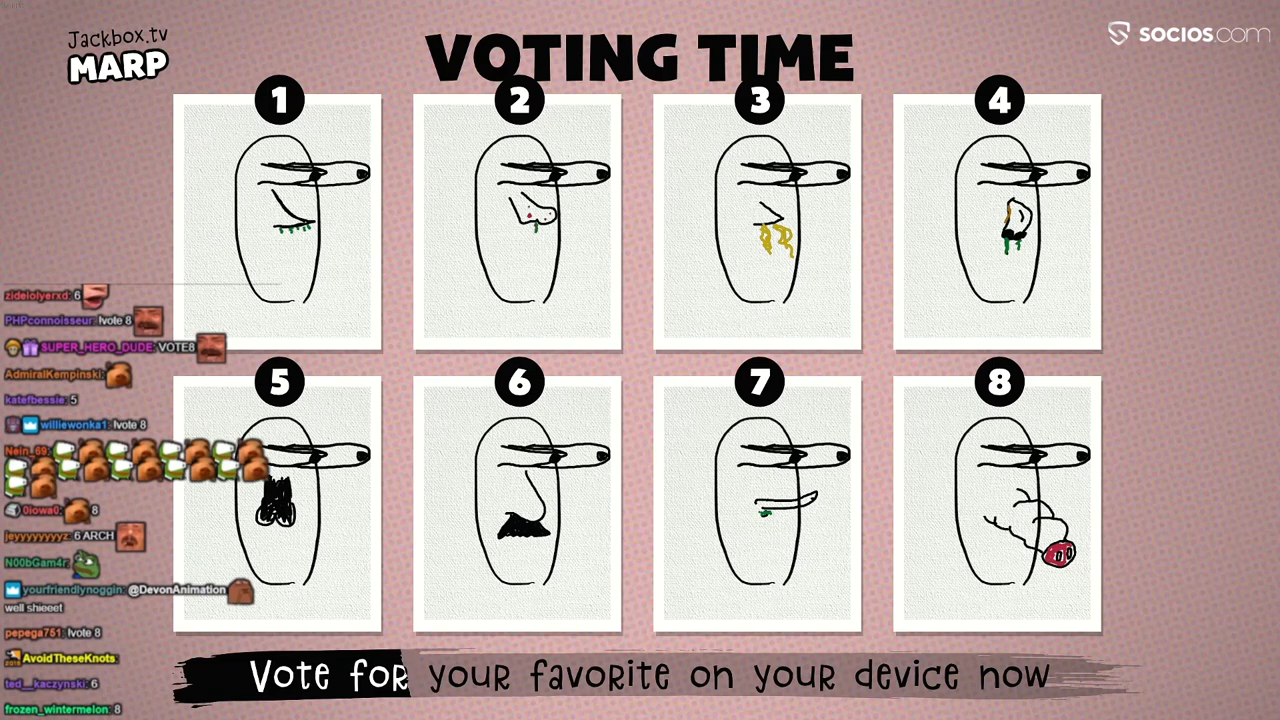 Jackbox.tv
MARP
VOTING TIME
SOCIOS.com
1
2
3
4
5
6
7
8
zidelolyerxd: 6
PHPconnoisseur: !vote 8
SUPER_HERO_DUDE: VOTE8
AdmiralKempinski:
katefbessie: 5
williewonka1: !vote 8
Nein_69:
0iowa0: 8
jeyyyyyyyyz: 6 ARCH
N00bGam4r:
yourfriendlynoggin: @DevonAnimation
well shieeet
pepega751: !vote 8
AvoidTheseKnots:
ted__kaczynski: 6
frozen_wintermelon: 8
Vote for your favorite on your device now